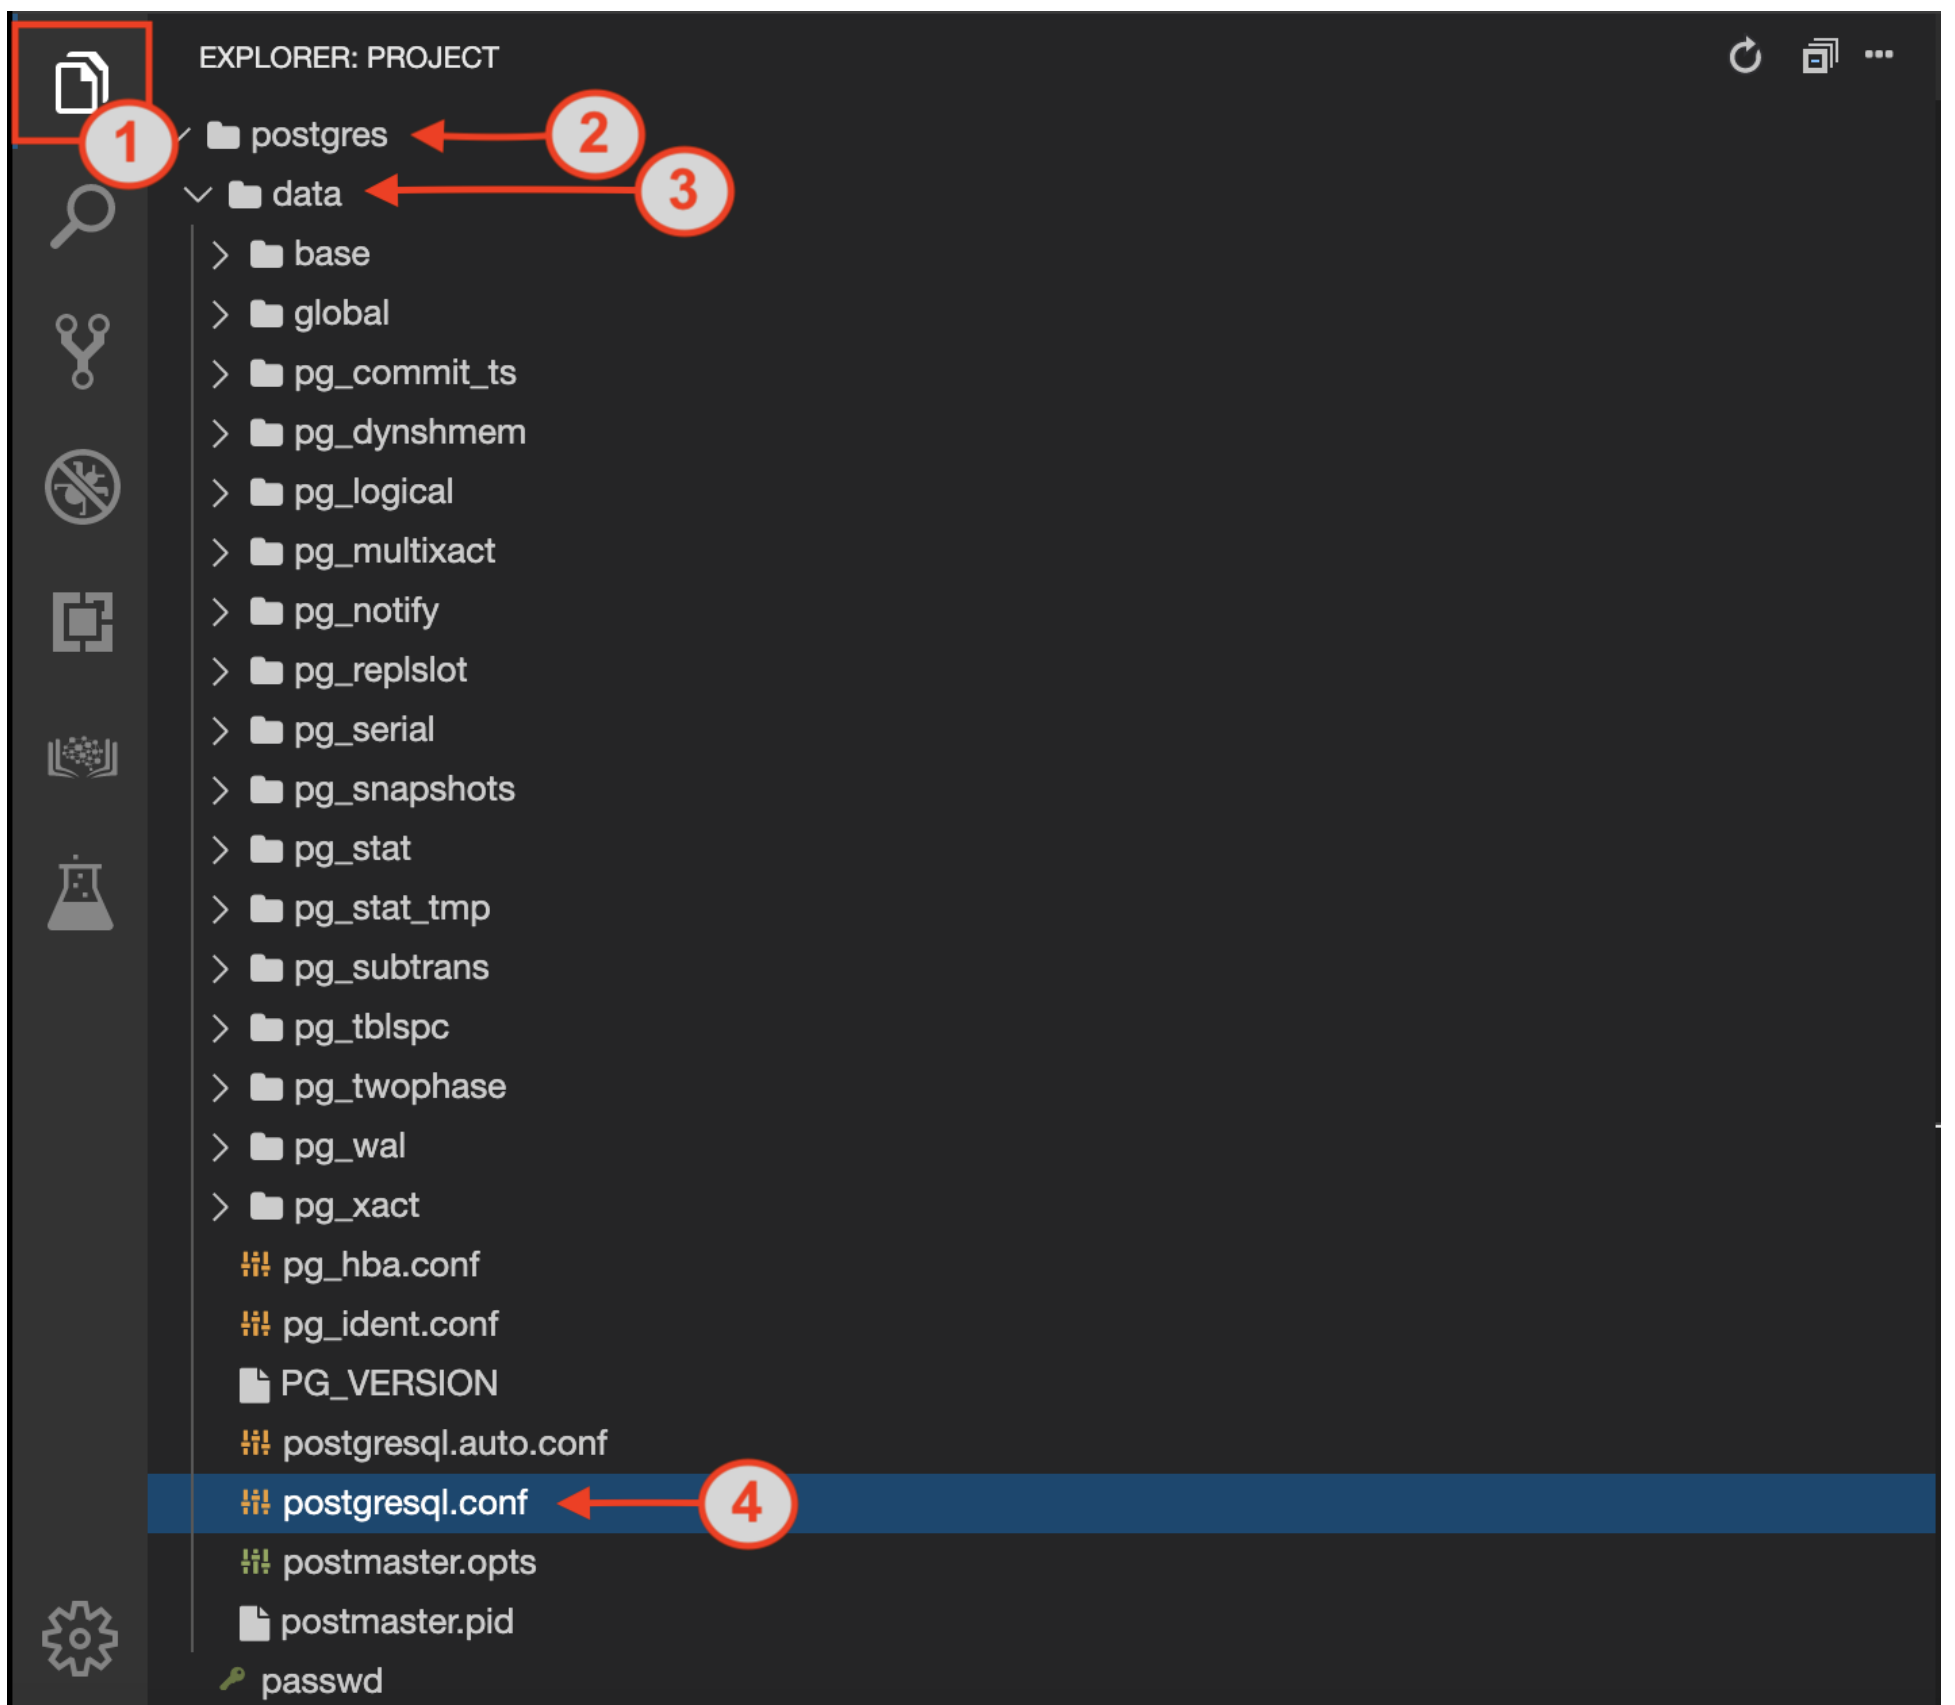 EXPLORER: PROJECT
1
postgres 2
data 3
base
global
pg_commit_ts
pg_dynshmem
pg_logical
pg_multixact
pg_notify
pg_replslot
pg_serial
pg_snapshots
pg_stat
pg_stat_tmp
pg_subtrans
pg_tblspc
pg_twophase
pg_wal
pg_xact
pg_hba.conf
pg_ident.conf
PG_VERSION
postgresql.auto.conf
postgresql.conf 4
postmaster.opts
postmaster.pid
passwd